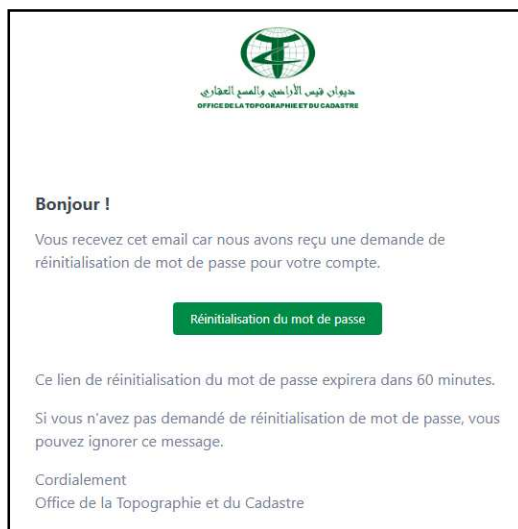 ديوان قيس الأراضي والمسح العقاري
OFFICE DE LA TOPOGRAPHIE ET DU CADASTRE
Bonjour !
Vous recevez cet email car nous avons reçu une demande de
réinitialisation de mot de passe pour votre compte.
Réinitialisation du mot de passe
Ce lien de réinitialisation du mot de passe expirera dans 60 minutes.
Si vous n'avez pas demandé de réinitialisation de mot de passe, vous
pouvez ignorer ce message.
Cordialement
Office de la Topographie et du Cadastre